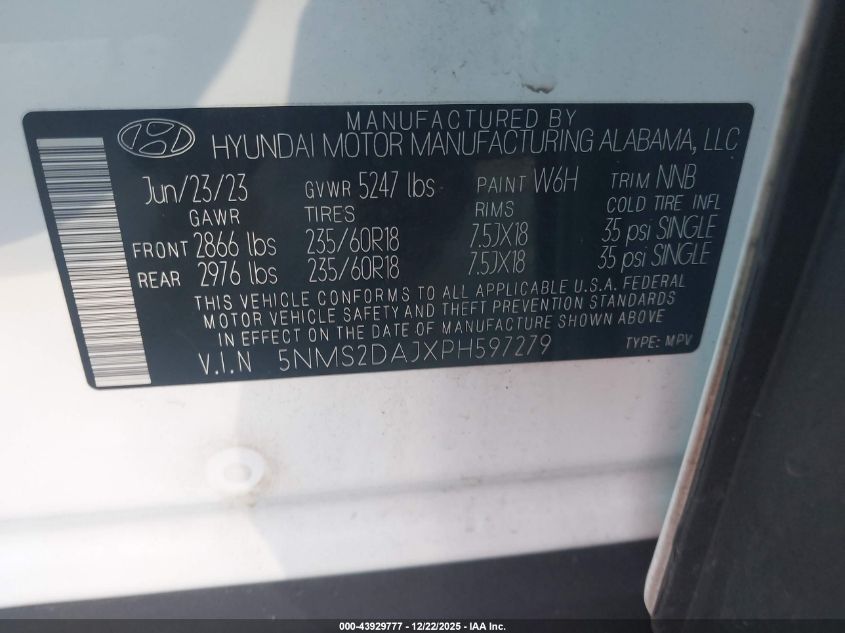 MANUFACTURED BY
HYUNDAI MOTOR MANUFACTURING ALABAMA, LLC
Jun/23/23 GVWR 5247 lbs PAINT W6H TRIM NNB
GAWR TIRES RIMS COLD TIRE INFL
FRONT 2866 lbs 235/60R18 7.5JX18 35 psi SINGLE
REAR 2976 lbs 235/60R18 7.5JX18 35 psi SINGLE
THIS VEHICLE CONFORMS TO ALL APPLICABLE U.S.A. FEDERAL
MOTOR VEHICLE SAFETY AND THEFT PREVENTION STANDARDS
IN EFFECT ON THE DATE OF MANUFACTURE SHOWN ABOVE.
V.I.N 5NMS2DAJXPH597279 TYPE: MPV
000-43929777 - 12/22/2025 - IAA Inc.